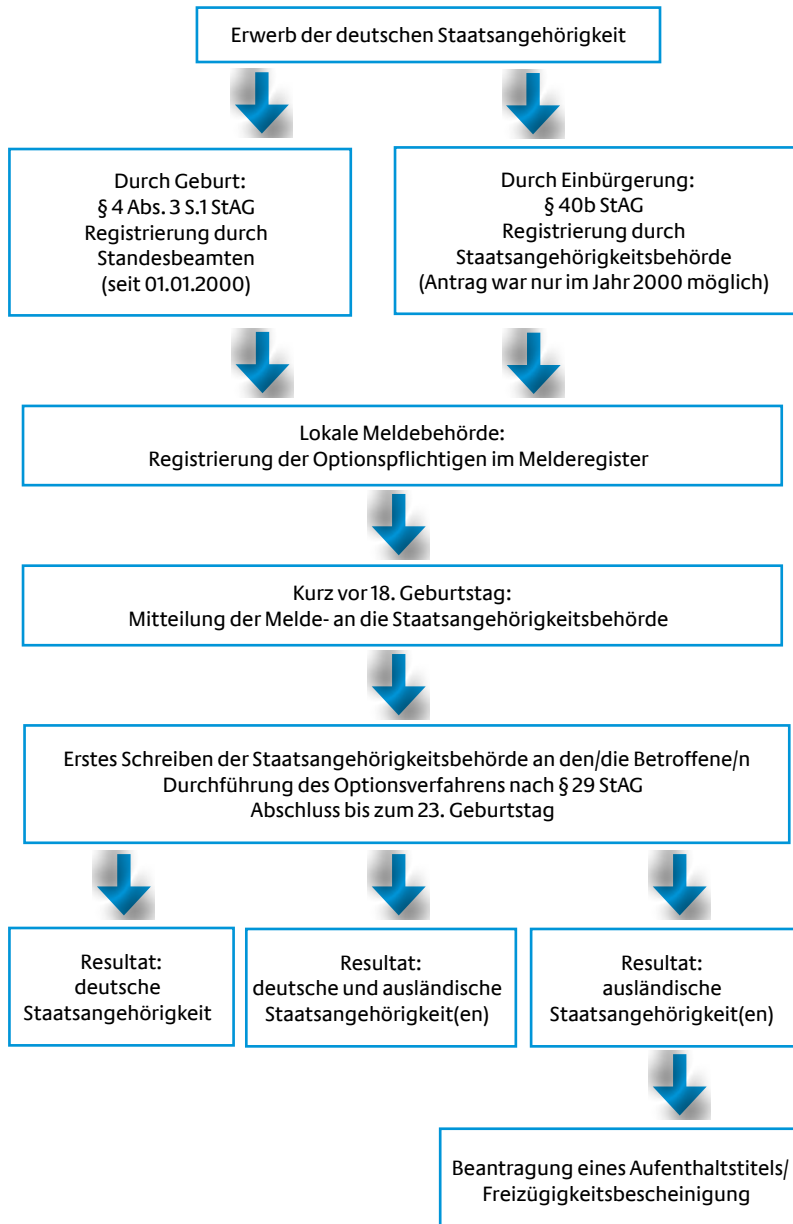 Erwerb der deutschen Staatsangehörigkeit
Durch Geburt:
§ 4 Abs. 3 S.1 StAG
Registrierung durch
Standesbeamten
(seit 01.01.2000)
Durch Einbürgerung:
§ 40b StAG
Registrierung durch
Staatsangehörigkeitsbehörde
(Antrag war nur im Jahr 2000 möglich)
Lokale Meldebehörde:
Registrierung der Optionspflichtigen im Melderegister
Kurz vor 18. Geburtstag:
Mitteilung der Melde- an die Staatsangehörigkeitsbehörde
Erstes Schreiben der Staatsangehörigkeitsbehörde an den/die Betroffene/n
Durchführung des Optionsverfahrens nach § 29 StAG
Abschluss bis zum 23. Geburtstag
Resultat:
deutsche
Staatsangehörigkeit
Resultat:
deutsche und ausländische
Staatsangehörigkeit(en)
Resultat:
ausländische
Staatsangehörigkeit(en)
Beantragung eines Aufenthaltstitels/
Freizügigkeitsbescheinigung